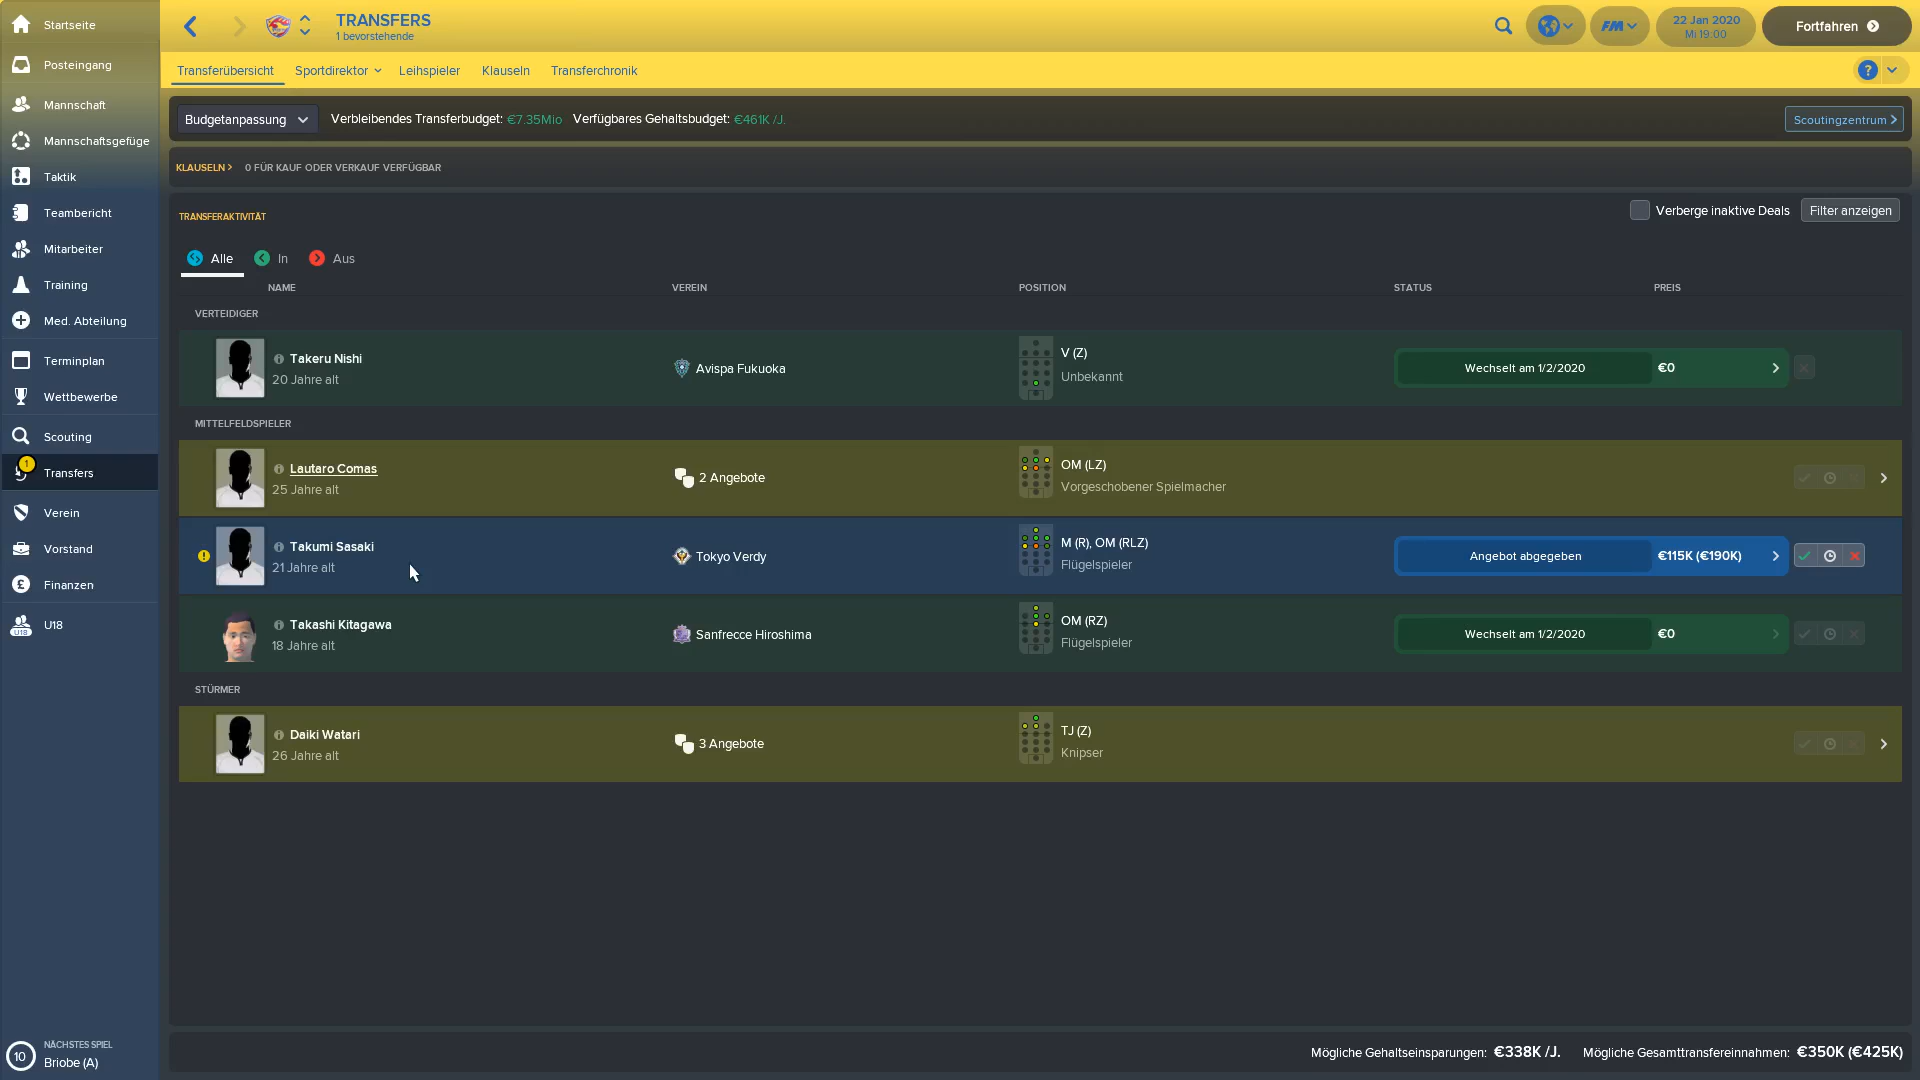 Startseite
Posteingang
Mannschaft
Mannschaftsgefüge
Taktik
Teambericht
Mitarbeiter
Training
Med. Abteilung
Terminplan
Wettbewerbe
Scouting
1
Transfers
Verein
Vorstand
Finanzen
U18
U18
10
NÄCHSTES SPIEL
Briobe (A)
TRANSFERS
1 bevorstehende
FM
22 Jan 2020
Mi 19:00
Fortfahren
Transferübersicht Sportdirektor Leihspieler Klauseln Transferchronik
?
Budgetanpassung Verbleibendes Transferbudget: €7.35Mio Verfügbares Gehaltsbudget: €461K /J.
Scoutingzentrum >
KLAUSELN > 0 FÜR KAUF ODER VERKAUF VERFÜGBAR
TRANSFERAKTIVITÄT
Verberge inaktive Deals Filter anzeigen
Alle In Aus
NAME VEREIN POSITION STATUS PREIS
VERTEIDIGER
Takeru Nishi
20 Jahre alt
Avispa Fukuoka
V (Z)
Unbekannt
Wechselt am 1/2/2020 €0
MITTELFELDSPIELER
Lautaro Comas
25 Jahre alt
2 Angebote
OM (LZ)
Vorgeschobener Spielmacher
Takumi Sasaki
21 Jahre alt
Tokyo Verdy
M (R), OM (RLZ)
Flügelspieler
Angebot abgegeben €115K (€190K)
Takashi Kitagawa
18 Jahre alt
Sanfrecce Hiroshima
OM (RZ)
Flügelspieler
Wechselt am 1/2/2020 €0
STÜRMER
Daiki Watari
26 Jahre alt
3 Angebote
TJ (Z)
Knipser
Mögliche Gehaltseinsparungen: €338K /J. Mögliche Gesamttransfereinnahmen: €350K (€425K)